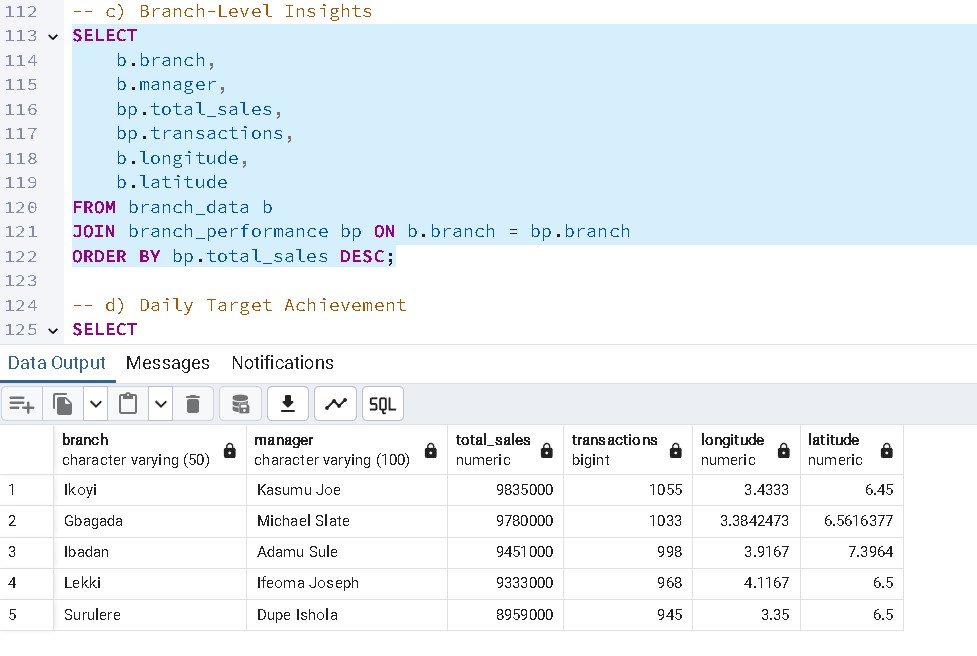 112 -- c) Branch-Level Insights
113 SELECT
114 b.branch,
115 b.manager,
116 bp.total_sales,
117 bp.transactions,
118 b.longitude,
119 b.latitude
120 FROM branch_data b
121 JOIN branch_performance bp ON b.branch = bp.branch
122 ORDER BY bp.total_sales DESC;
123
124 -- d) Daily Target Achievement
125 SELECT
Data Output Messages Notifications
SQL
branch manager total_sales transactions longitude latitude
character varying (50) character varying (100) numeric bigint numeric numeric
1 Ikoyi Kasumu Joe 9835000 1055 3.4333 6.45
2 Gbagada Michael Slate 9780000 1033 3.3842473 6.5616377
3 Ibadan Adamu Sule 9451000 998 3.9167 7.3964
4 Lekki Ifeoma Joseph 9333000 968 4.1167 6.5
5 Surulere Dupe Ishola 8959000 945 3.35 6.5